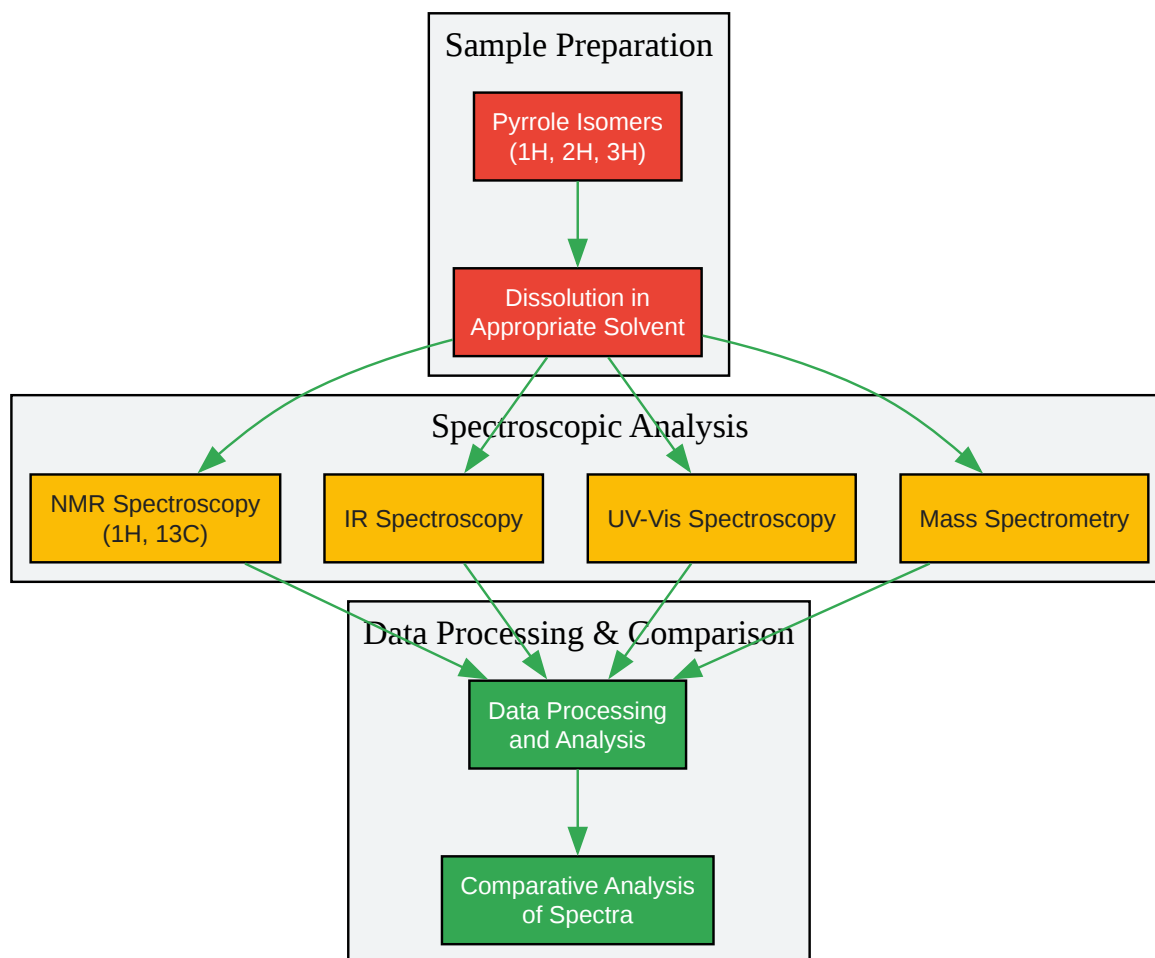 Sample Preparation
Pyrrole Isomers
(1H, 2H, 3H)
Dissolution in
Appropriate Solvent
Spectroscopic Analysis
NMR Spectroscopy
(1H, 13C)
IR Spectroscopy
UV-Vis Spectroscopy
Mass Spectrometry
Data Processing & Comparison
Data Processing
and Analysis
Comparative Analysis
of Spectra